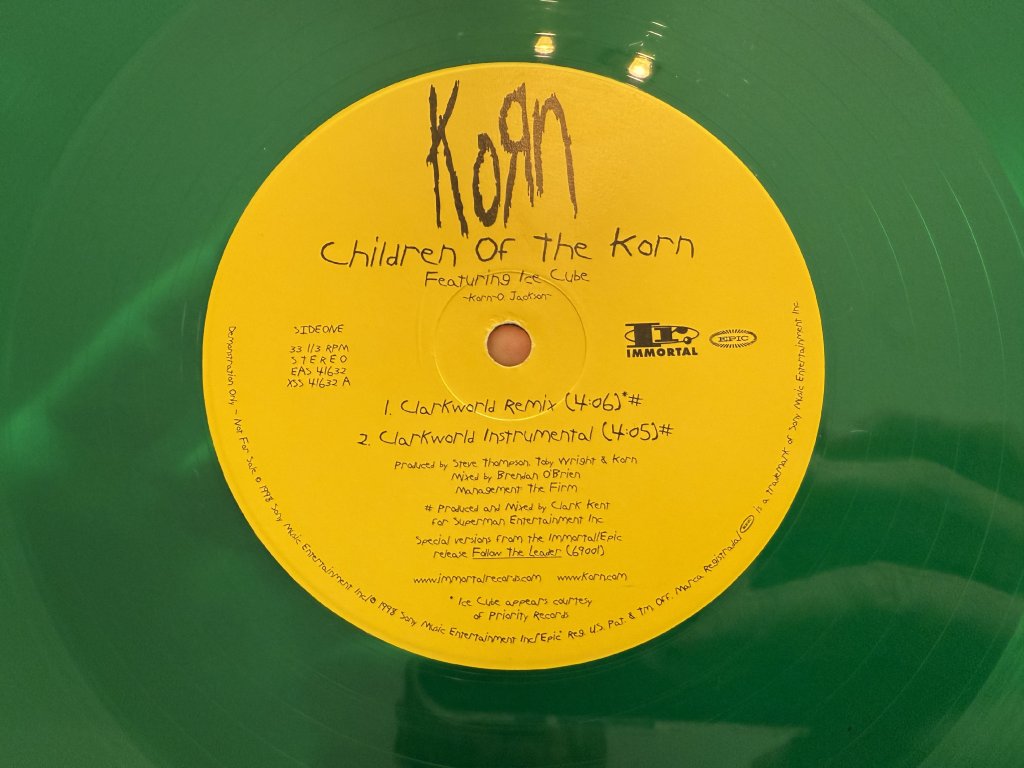 KoЯn
Children Of The Korn
Featuring Ice Cube
~Korn-O. Jackson~
SIDE ONE
33 1/3 RPM
STEREO
EAS 41632
XSS 41632 A
Ir.
IMMORTAL
EPIC
1. Clarkworld Remix (4:06)*#
2. Clarkworld Instrumental (4:05)#
Produced by Steve Thompson, Toby Wright & Korn
Mixed by Brendan O'Brien
Management: The Firm
# Produced and Mixed by Clark Kent
for Superman Entertainment Inc
Special versions from the Immortal/Epic
release Follow The Leader (69001)
www.immortalrecords.com www.korn.com
* Ice Cube appears courtesy
of Priority Records
Demonstration Only - Not For Sale © 1998 Sony Music Entertainment Inc./℗ 1998 Sony Music Entertainment Inc/"Epic" Reg. U.S. Pat. & Tm. Off. Marca Registrada/EPIC is a trademark of Sony Music Entertainment Inc.